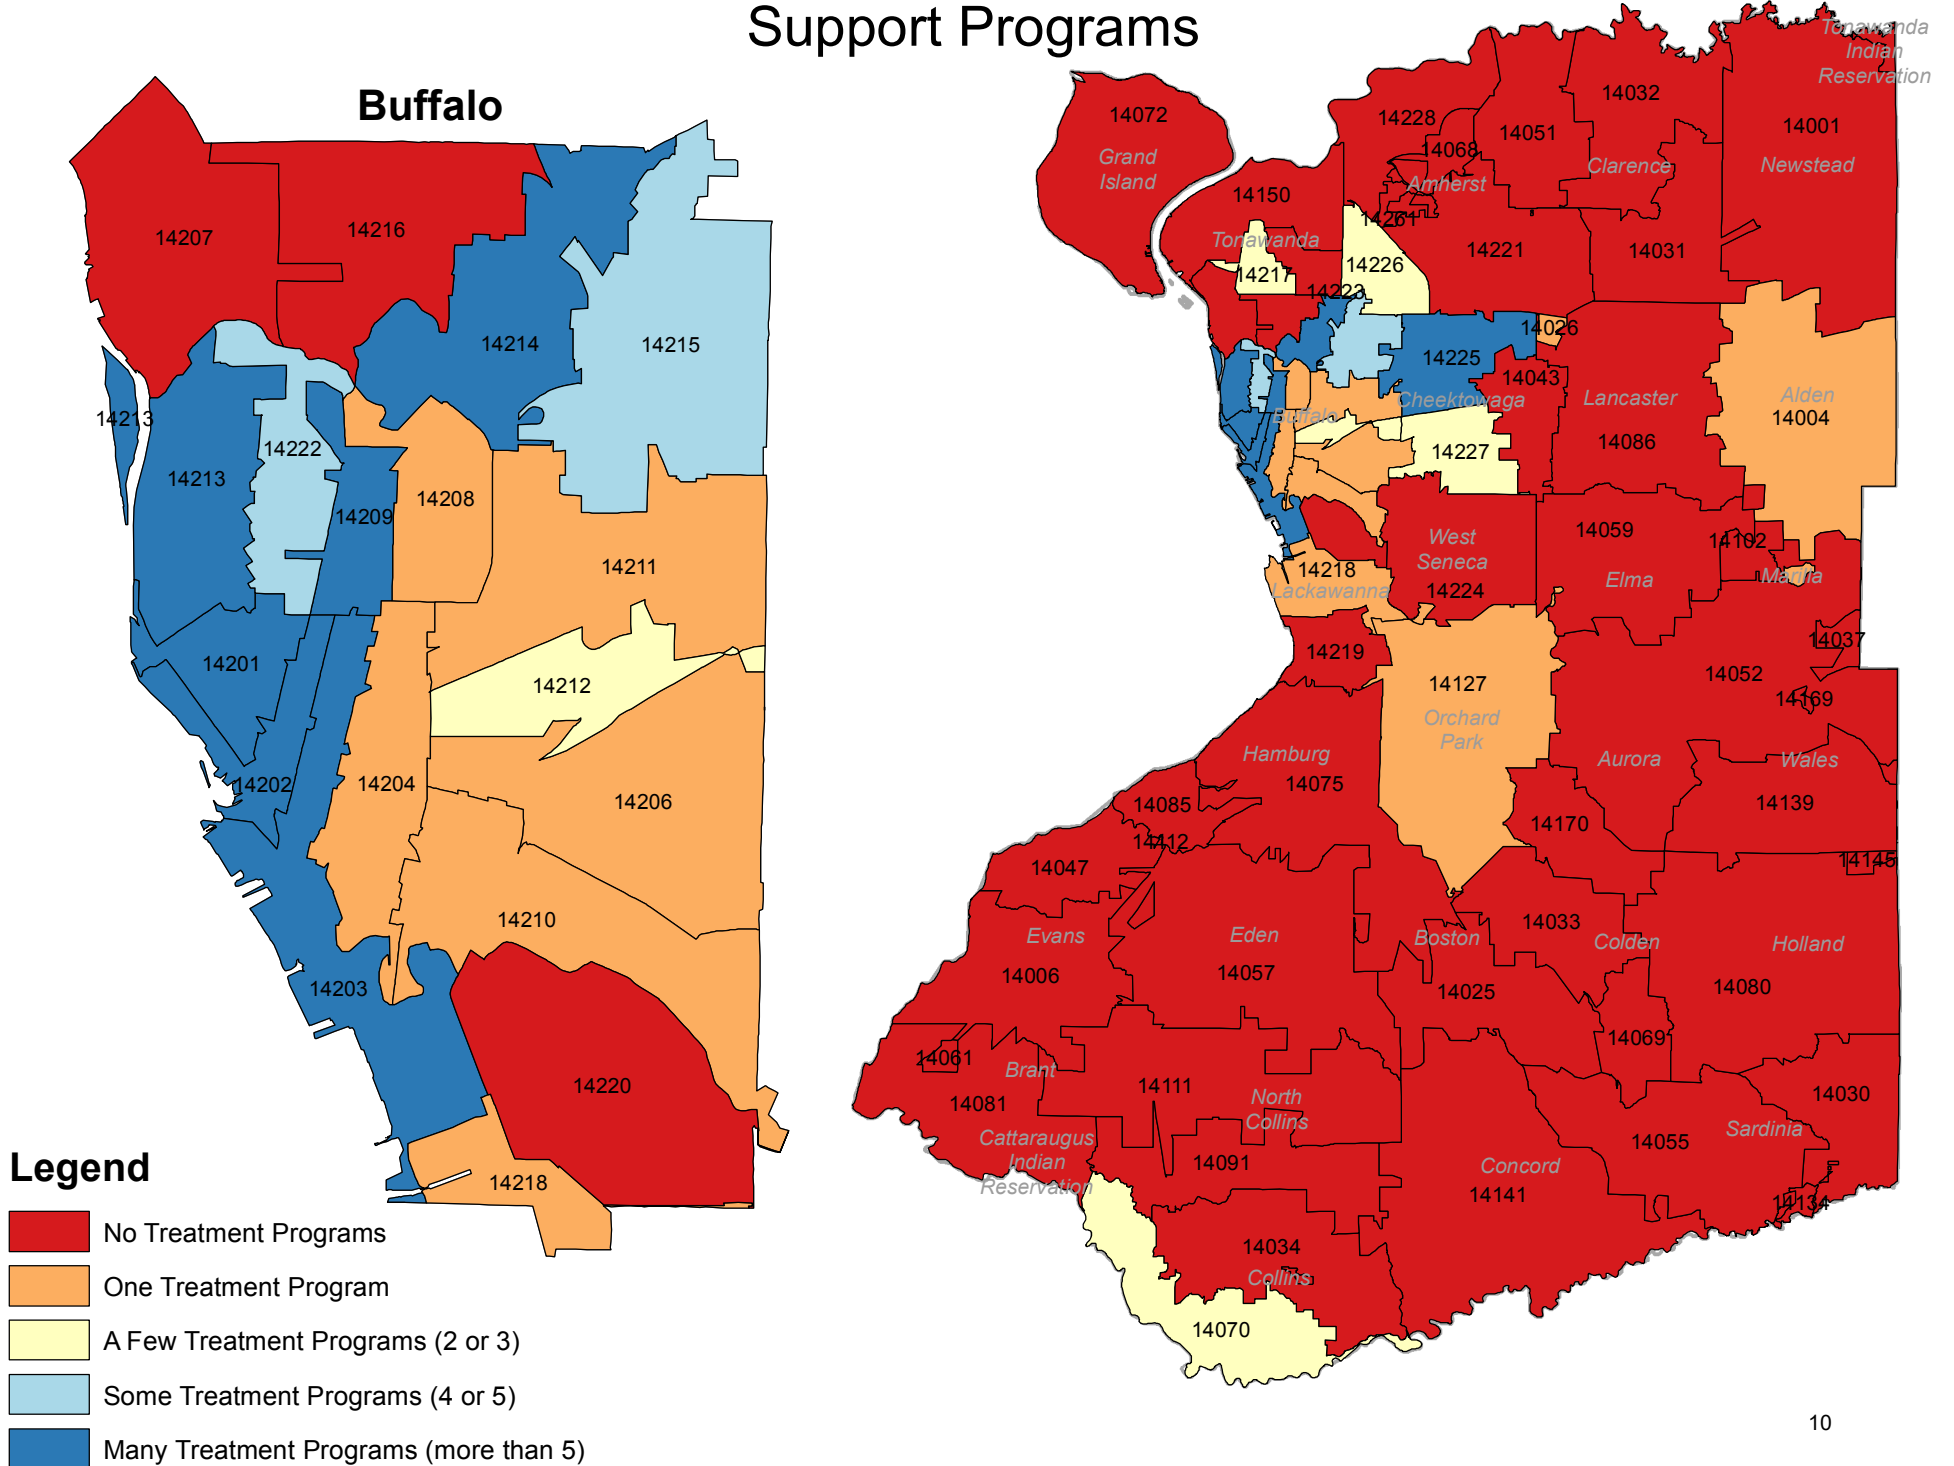 Support Programs
Buffalo
14207
14216
14214
14215
14213
14213
14222
14209
14208
14211
14201
14212
14202
14204
14206
14210
14203
14220
14218
Legend
No Treatment Programs
One Treatment Program
A Few Treatment Programs (2 or 3)
Some Treatment Programs (4 or 5)
Many Treatment Programs (more than 5)
Tonawanda
Indian
Reservation
14072
Grand
Island
14228
14068
14051
14032
14001
Amherst
Clarence
Newstead
14150
14261
Tonawanda
14217
14226
14221
14031
14223
14026
14225
14043
Cheektowaga
Lancaster
14086
Alden
14004
Buffalo
14227
West
Seneca
14224
14059
14102
Elma
Marilla
14218
Lackawanna
14219
14037
14052
14169
14127
Orchard
Park
Hamburg
14075
Aurora
Wales
14139
14085
14112
14170
14047
14145
Evans
14006
Eden
14057
Boston
14033
Colden
Holland
14025
14080
14069
14061
Brant
14081
14111
North
Collins
14030
Cattaraugus
Indian
Reservation
14091
14055
Sardinia
Concord
14141
14134
14034
Collins
14070
10